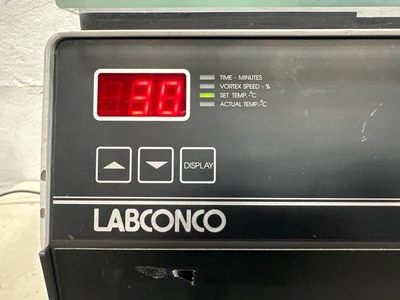 TIME - MINUTES
VORTEX SPEED - %
SET TEMP.-°C
ACTUAL TEMP.-°C
DISPLAY
LABCONCO